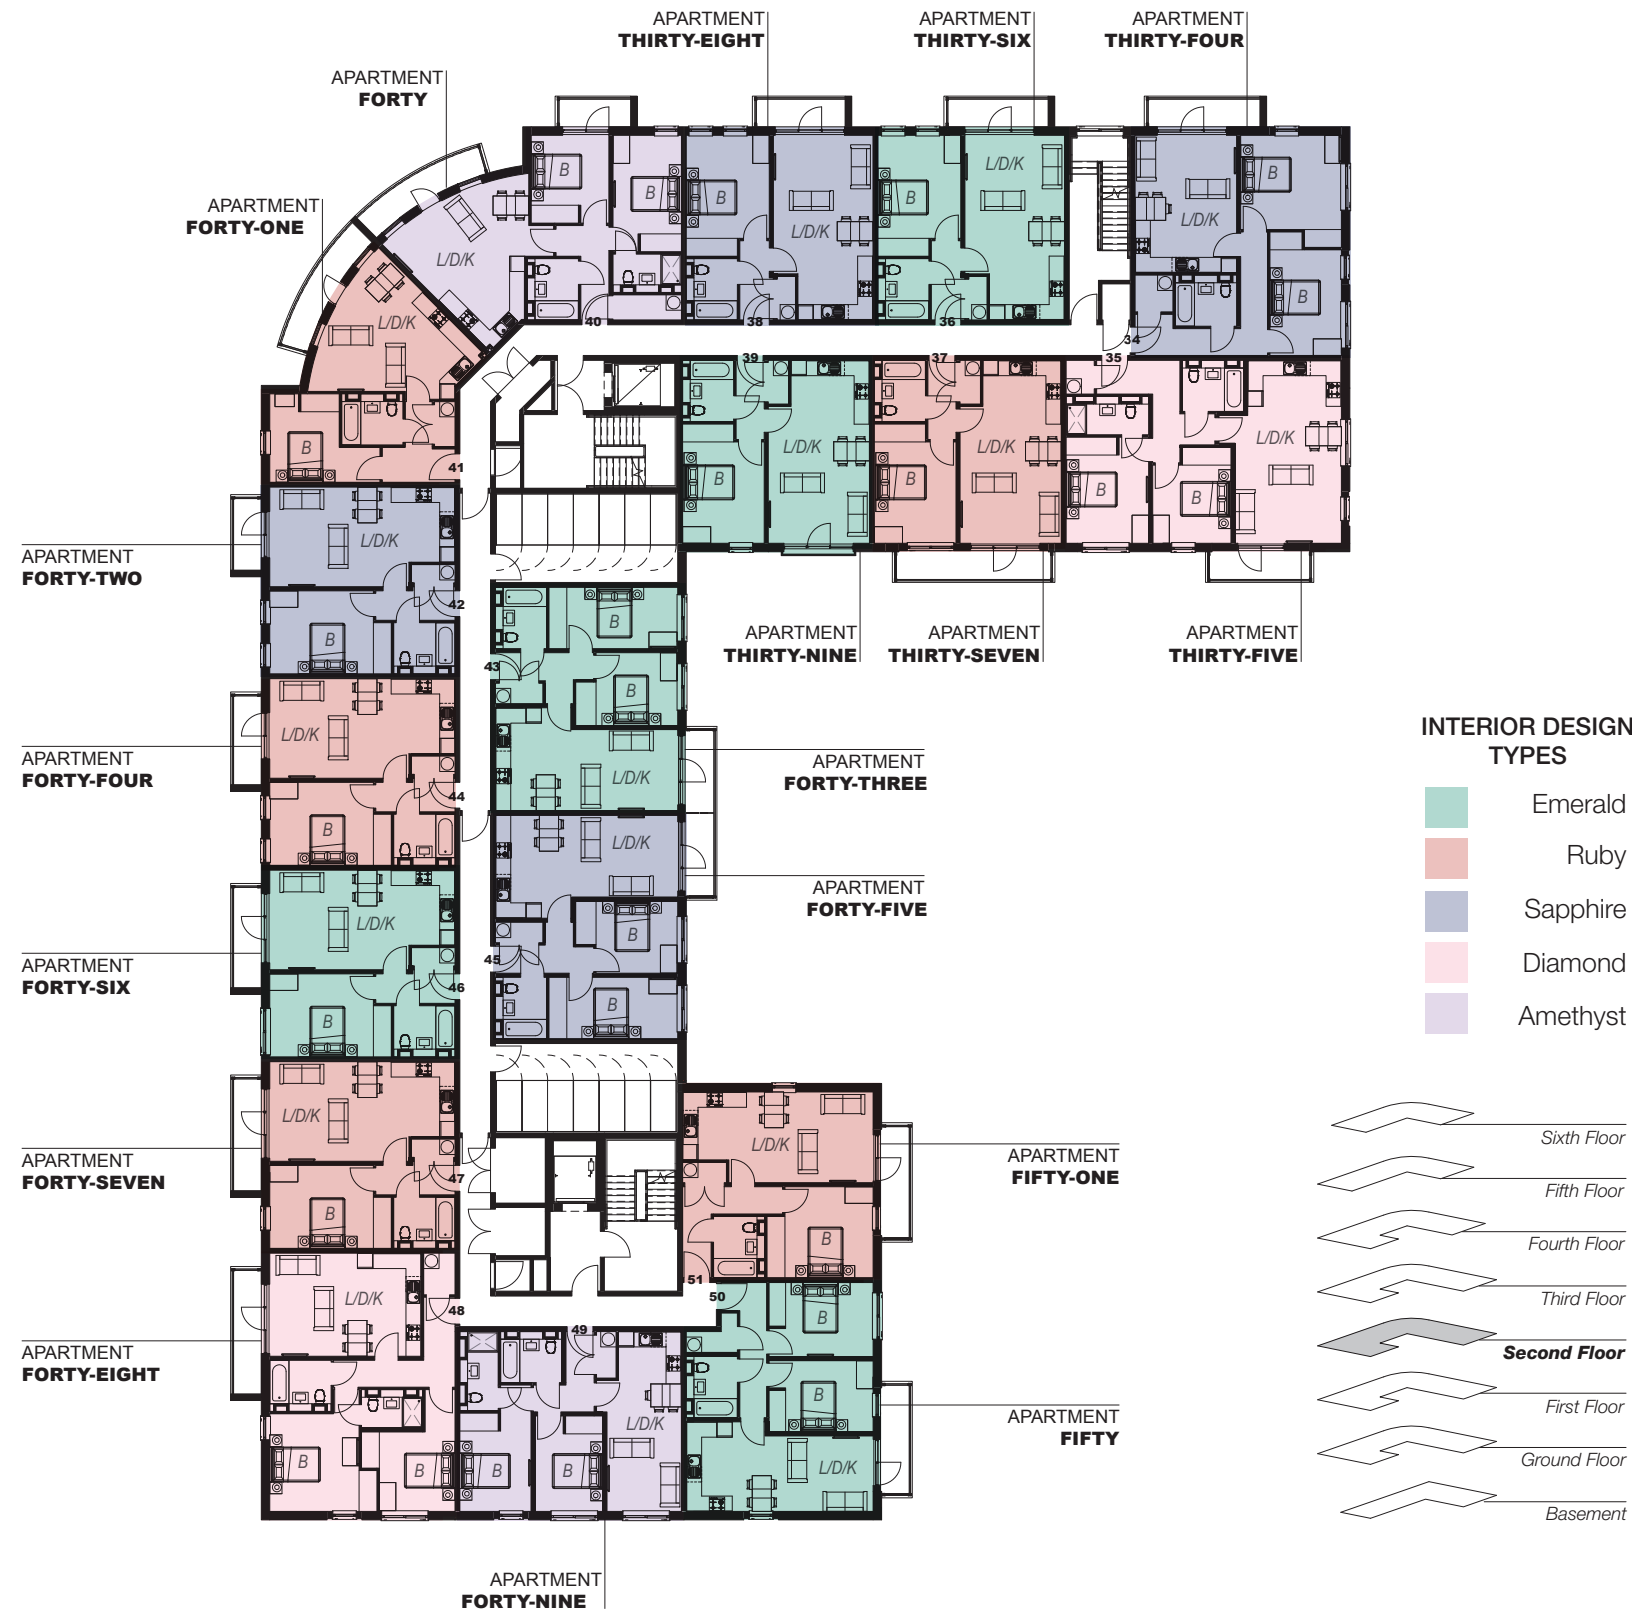 APARTMENT
THIRTY-EIGHT
APARTMENT
THIRTY-SIX
APARTMENT
THIRTY-FOUR
APARTMENT
FORTY
APARTMENT
FORTY-ONE
B
B
B
L/D/K
B
L/D/K
L/D/K
B
L/D/K
B
L/D/K
40
38
36
34
39
37
35
L/D/K
B
L/D/K
B
L/D/K
B
B
L/D/K
B
41
APARTMENT
FORTY-TWO
L/D/K
B
42
APARTMENT
THIRTY-NINE
APARTMENT
THIRTY-SEVEN
APARTMENT
THIRTY-FIVE
B
43
B
L/D/K
APARTMENT
FORTY-THREE
APARTMENT
FORTY-FOUR
L/D/K
44
B
L/D/K
APARTMENT
FORTY-FIVE
B
45
B
APARTMENT
FORTY-SIX
L/D/K
46
B
APARTMENT
FORTY-SEVEN
L/D/K
47
B
APARTMENT
FIFTY-ONE
L/D/K
B
51
50
B
B
L/D/K
APARTMENT
FIFTY
APARTMENT
FORTY-EIGHT
L/D/K
48
B
B
49
B
B
L/D/K
APARTMENT
FORTY-NINE
INTERIOR DESIGN
TYPES
Emerald
Ruby
Sapphire
Diamond
Amethyst
Sixth Floor
Fifth Floor
Fourth Floor
Third Floor
Second Floor
First Floor
Ground Floor
Basement